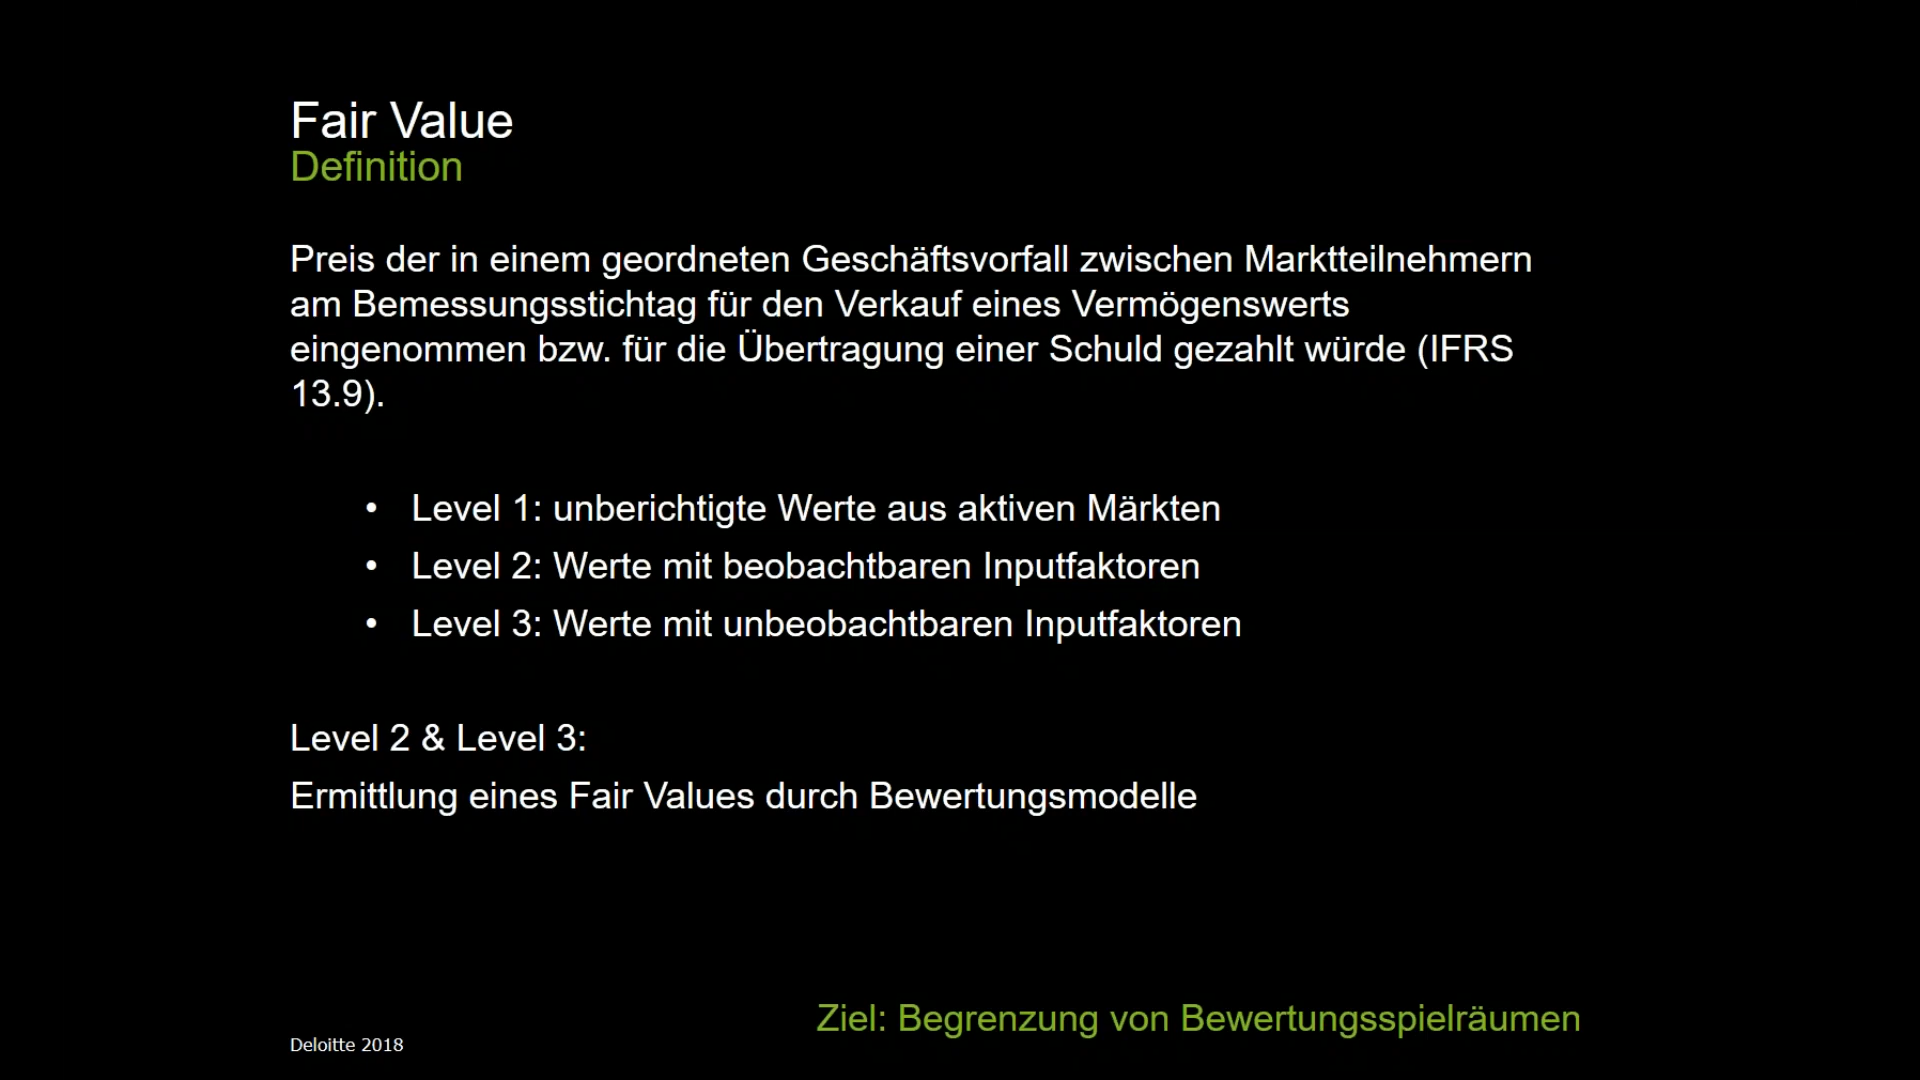 Fair Value
Definition
Preis der in einem geordneten Geschäftsvorfall zwischen Marktteilnehmern
am Bemessungsstichtag für den Verkauf eines Vermögenswerts
eingenommen bzw. für die Übertragung einer Schuld gezahlt würde (IFRS
13.9).
• Level 1: unberichtigte Werte aus aktiven Märkten
• Level 2: Werte mit beobachtbaren Inputfaktoren
• Level 3: Werte mit unbeobachtbaren Inputfaktoren
Level 2 & Level 3:
Ermittlung eines Fair Values durch Bewertungsmodelle
Ziel: Begrenzung von Bewertungsspielräumen
Deloitte 2018